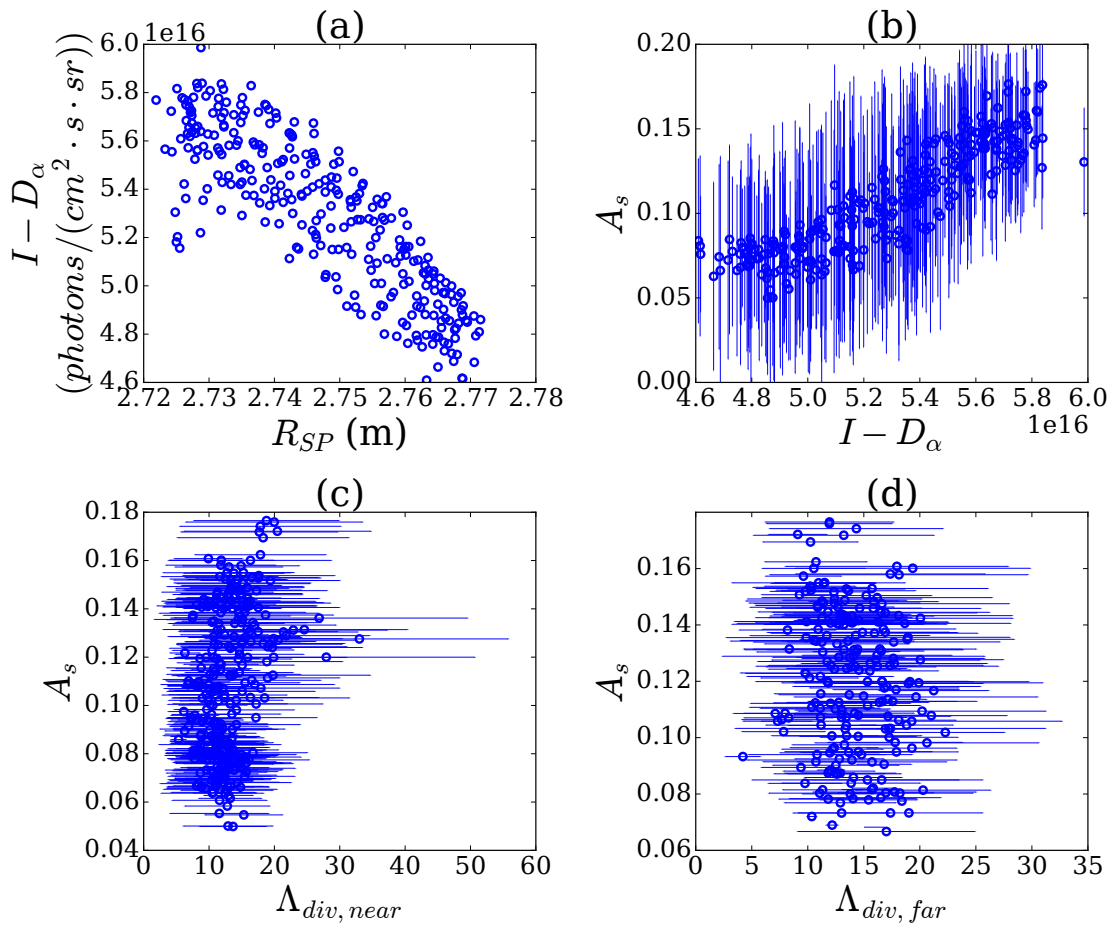 (a)
1e16
6.0
5.8
5.6
5.4
5.2
5.0
4.8
4.6
I − D_α
(photons/(cm² · s · sr))
2.72 2.73 2.74 2.75 2.76 2.77 2.78
R_SP (m)
(b)
0.20
0.15
0.10
0.05
0.00
A_s
4.6 4.8 5.0 5.2 5.4 5.6 5.8 6.0
1e16
I − D_α
(c)
0.18
0.16
0.14
0.12
0.10
0.08
0.06
0.04
A_s
0 10 20 30 40 50 60
Λ_div, near
(d)
0.16
0.14
0.12
0.10
0.08
0.06
A_s
0 5 10 15 20 25 30 35
Λ_div, far